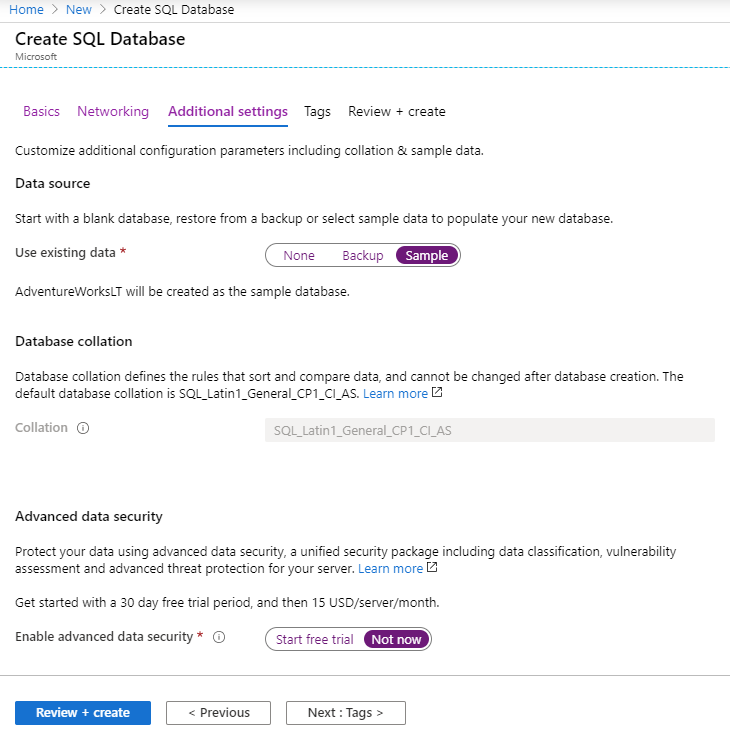 Home > New > Create SQL Database
Create SQL Database
Microsoft
Basics Networking Additional settings Tags Review + create
Customize additional configuration parameters including collation & sample data.
Data source
Start with a blank database, restore from a backup or select sample data to populate your new database.
Use existing data * None Backup Sample
AdventureWorksLT will be created as the sample database.
Database collation
Database collation defines the rules that sort and compare data, and cannot be changed after database creation. The
default database collation is SQL_Latin1_General_CP1_CI_AS. Learn more
Collation SQL_Latin1_General_CP1_CI_AS
Advanced data security
Protect your data using advanced data security, a unified security package including data classification, vulnerability
assessment and advanced threat protection for your server. Learn more
Get started with a 30 day free trial period, and then 15 USD/server/month.
Enable advanced data security * Start free trial Not now
Review + create < Previous Next : Tags >